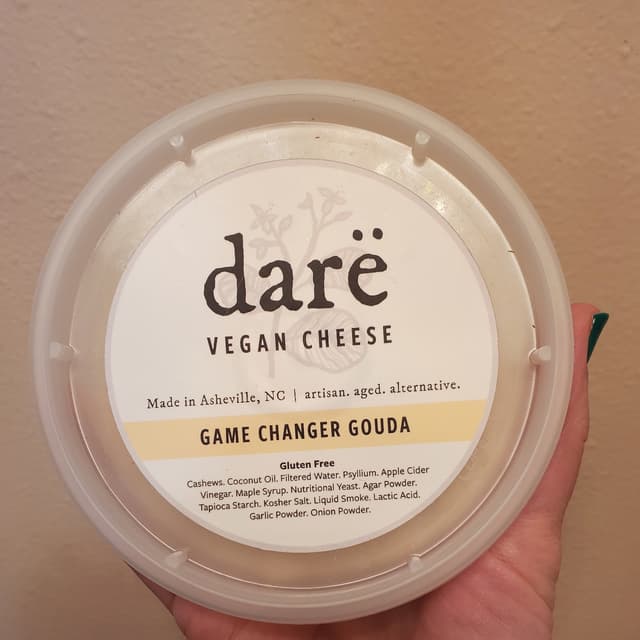 darë
VEGAN CHEESE
Made in Asheville, NC | artisan. aged. alternative.
GAME CHANGER GOUDA
Gluten Free
Cashews. Coconut Oil. Filtered Water. Psyllium. Apple Cider
Vinegar. Maple Syrup. Nutritional Yeast. Agar Powder.
Tapioca Starch. Kosher Salt. Liquid Smoke. Lactic Acid.
Garlic Powder. Onion Powder.